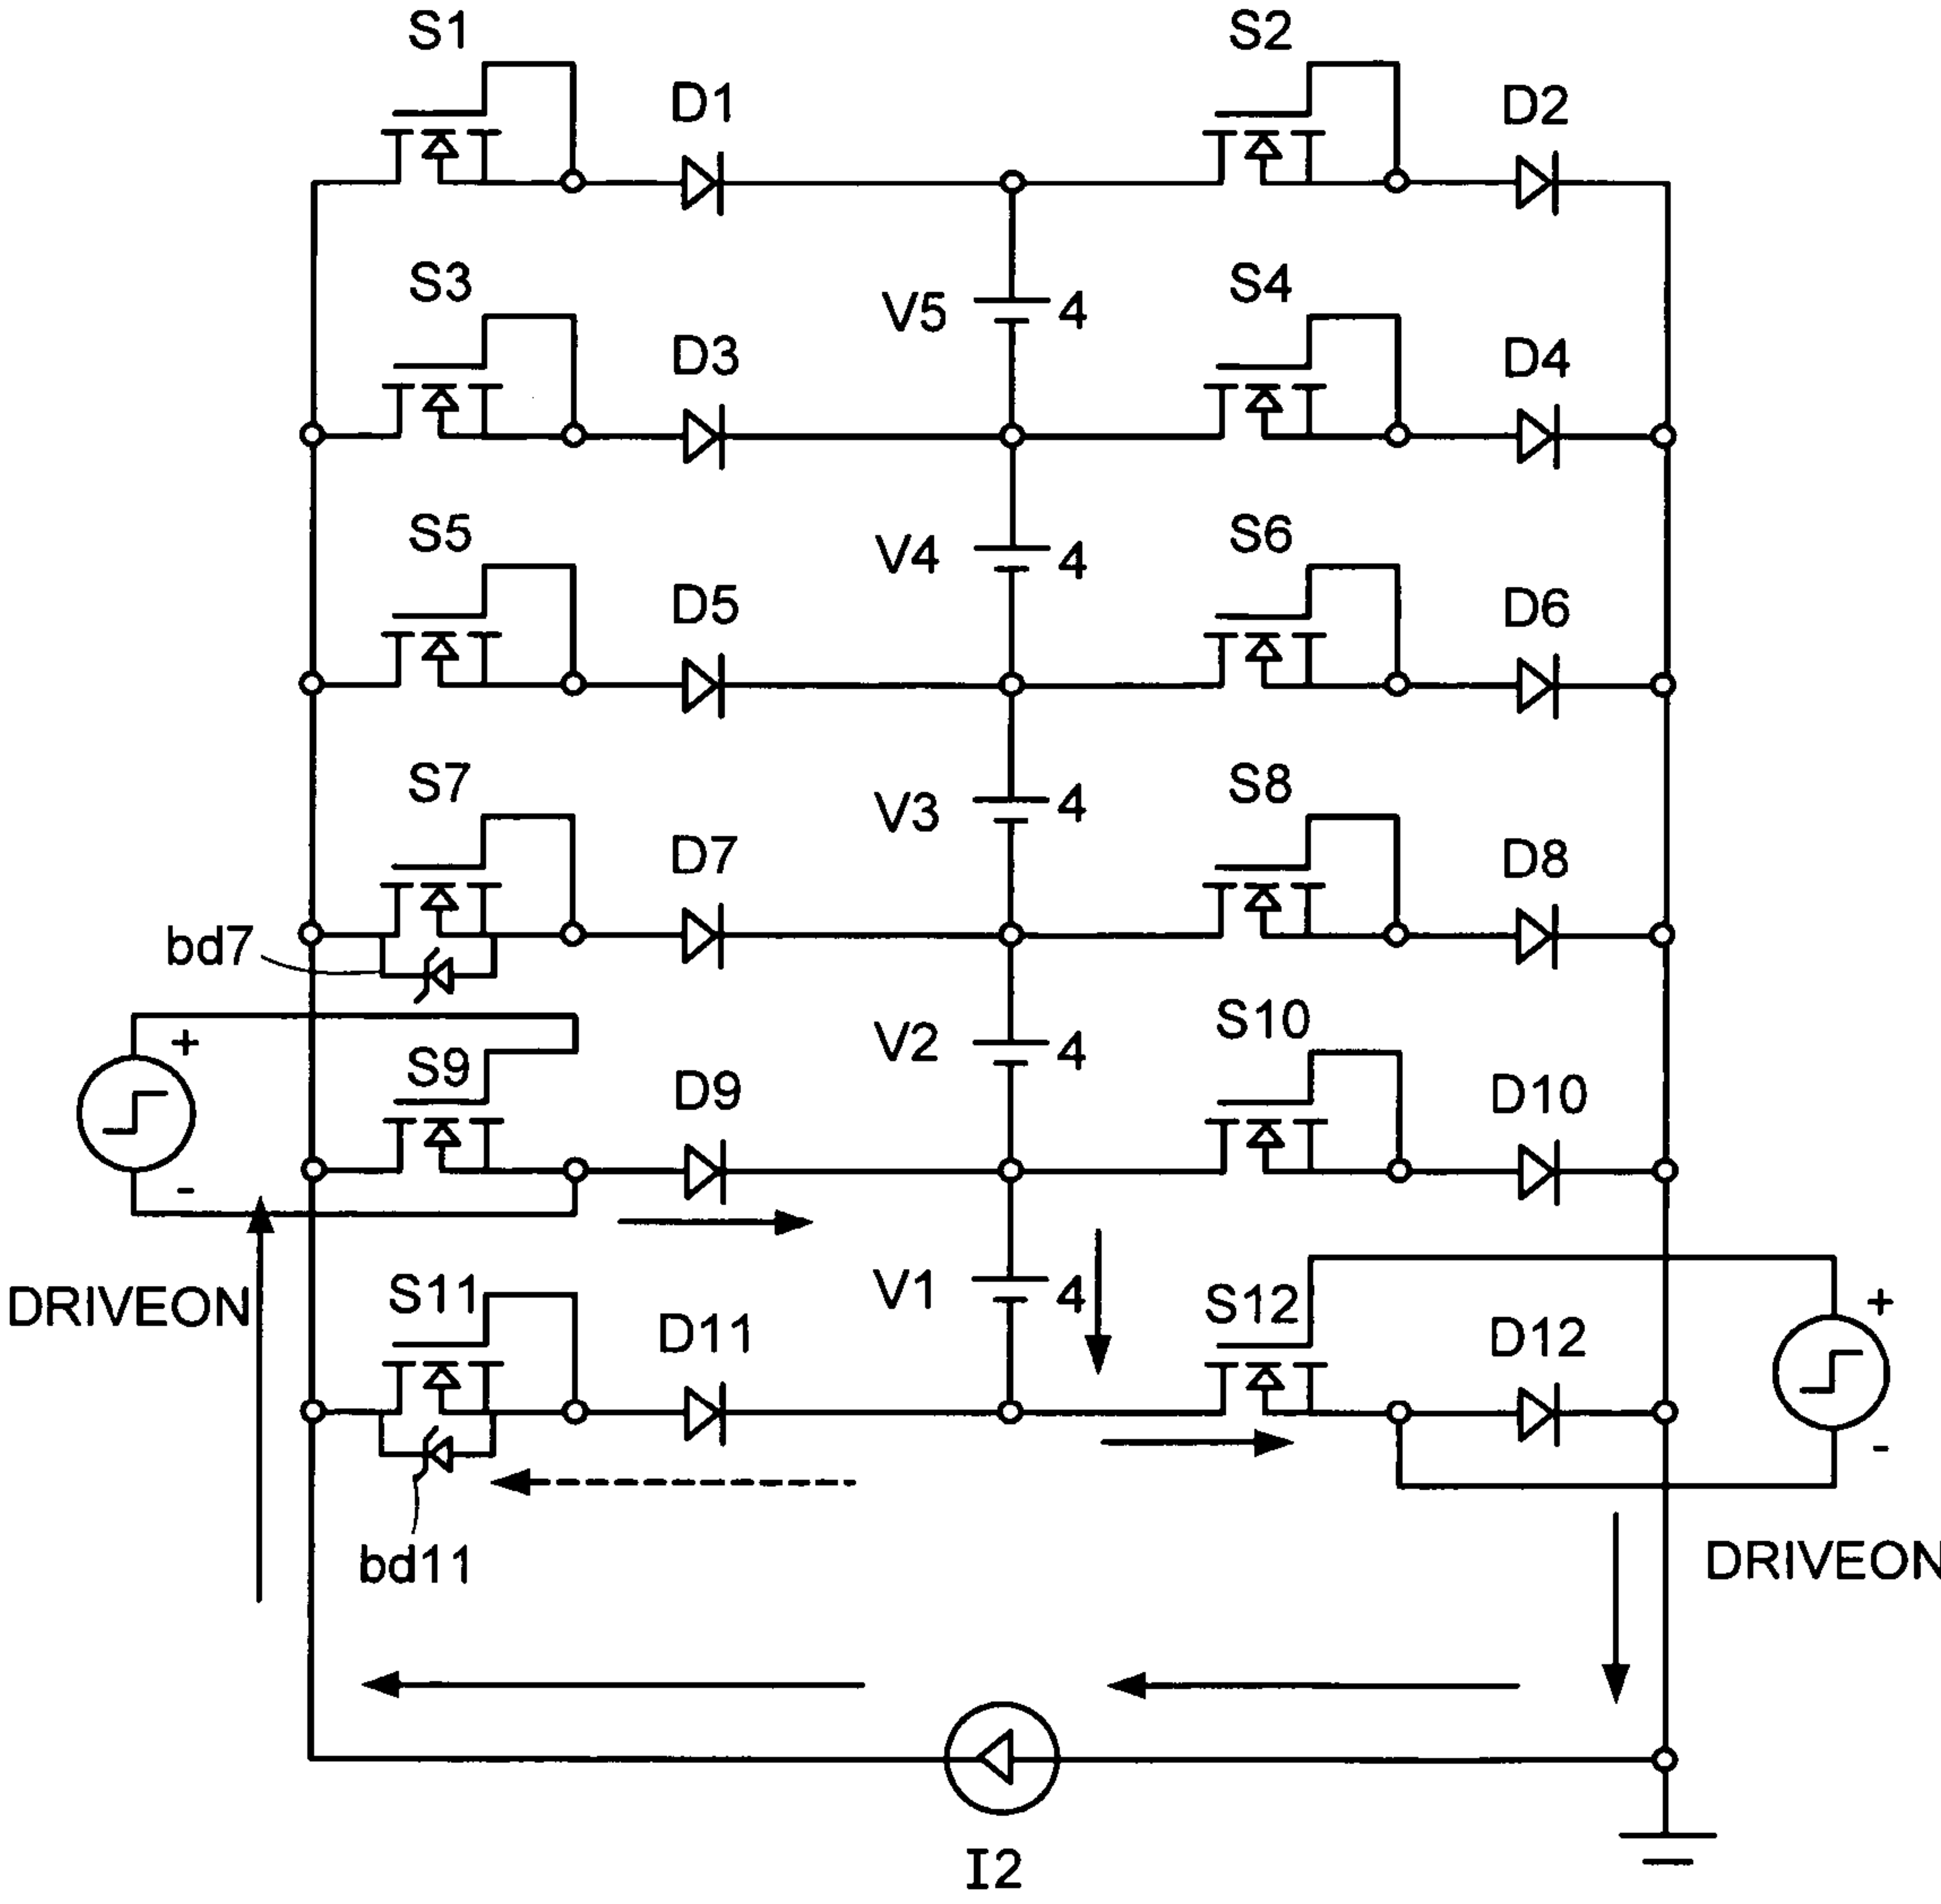 S1
S2
D1
D2
S3
S4
V5 4
D3
D4
S5
S6
V4 4
D5
D6
S7
S8
V3 4
D7
D8
bd7
S10
+
V2 4
S9
D9
D10
-
DRIVEON
S11
V1 4
S12
+
D11
D12
-
bd11
DRIVEON
I2